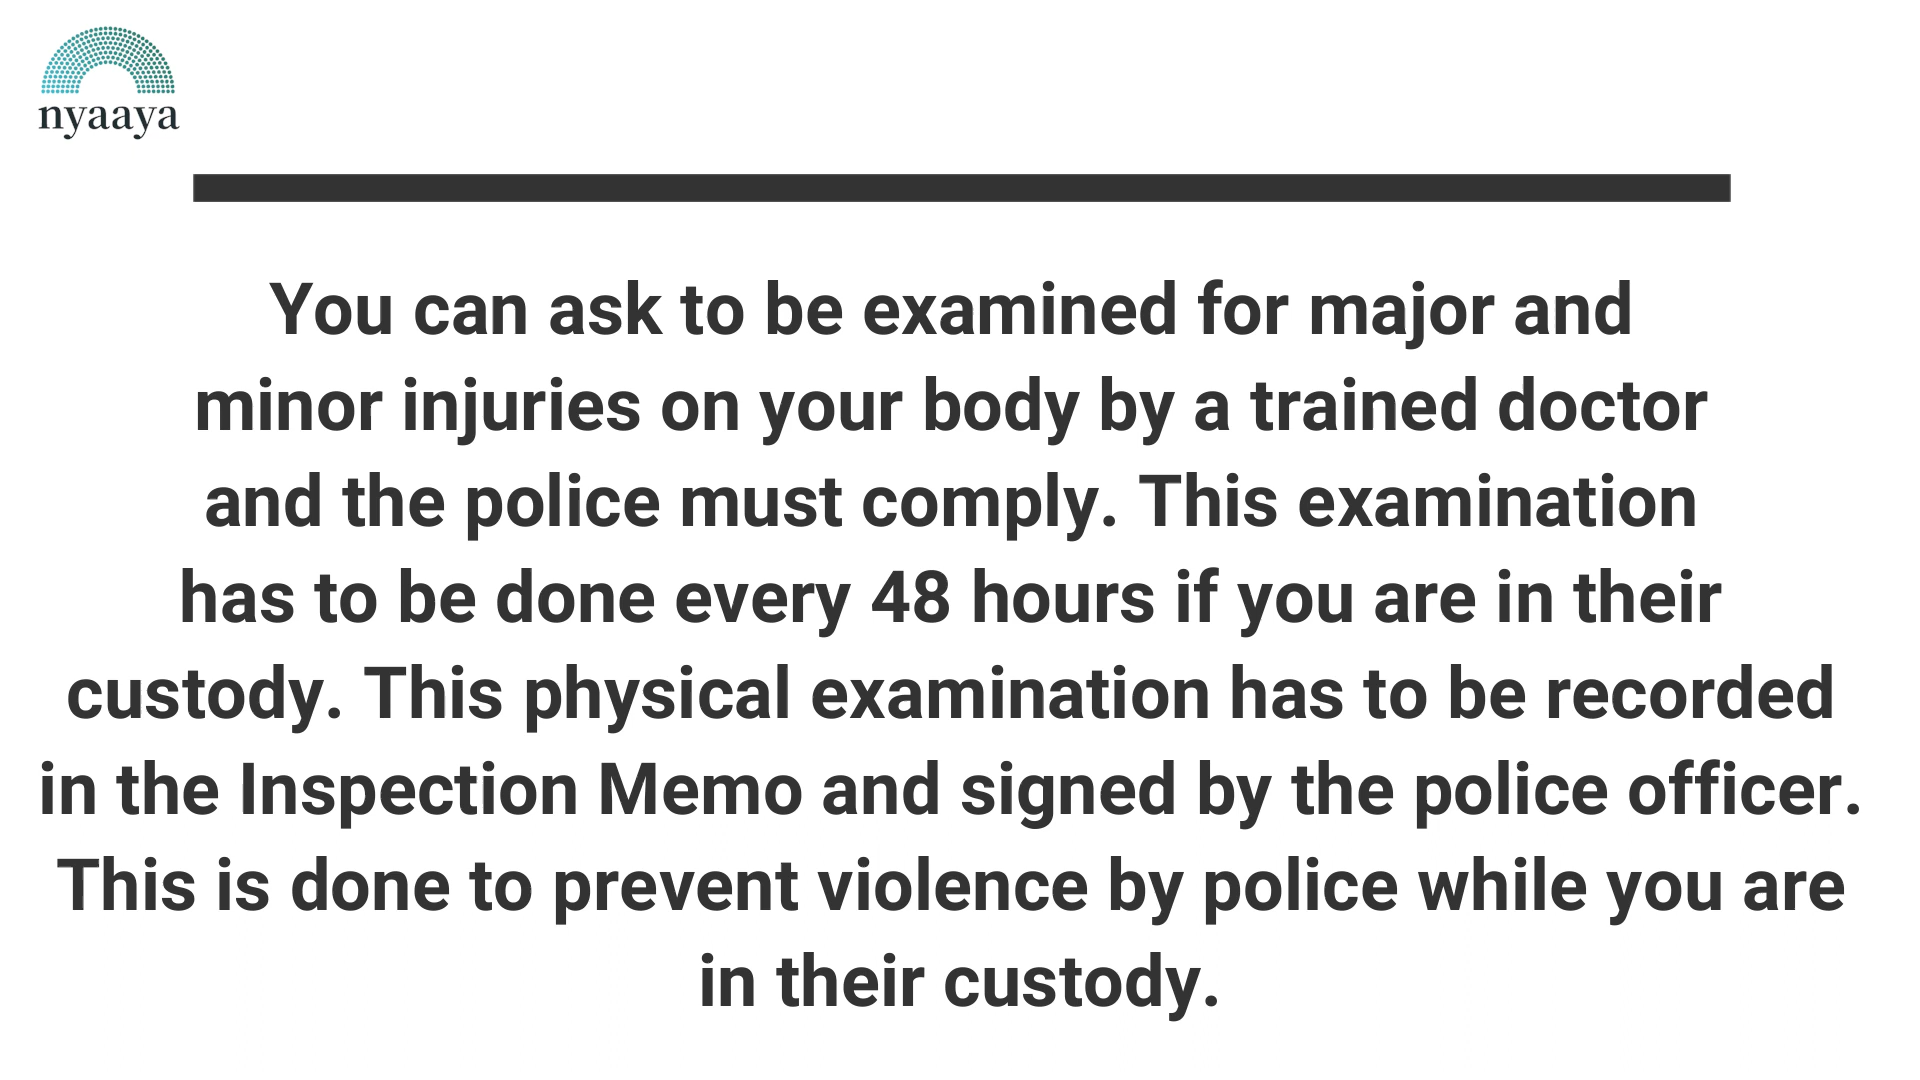 nyaaya
You can ask to be examined for major and
minor injuries on your body by a trained doctor
and the police must comply. This examination
has to be done every 48 hours if you are in their
custody. This physical examination has to be recorded
in the Inspection Memo and signed by the police officer.
This is done to prevent violence by police while you are
in their custody.